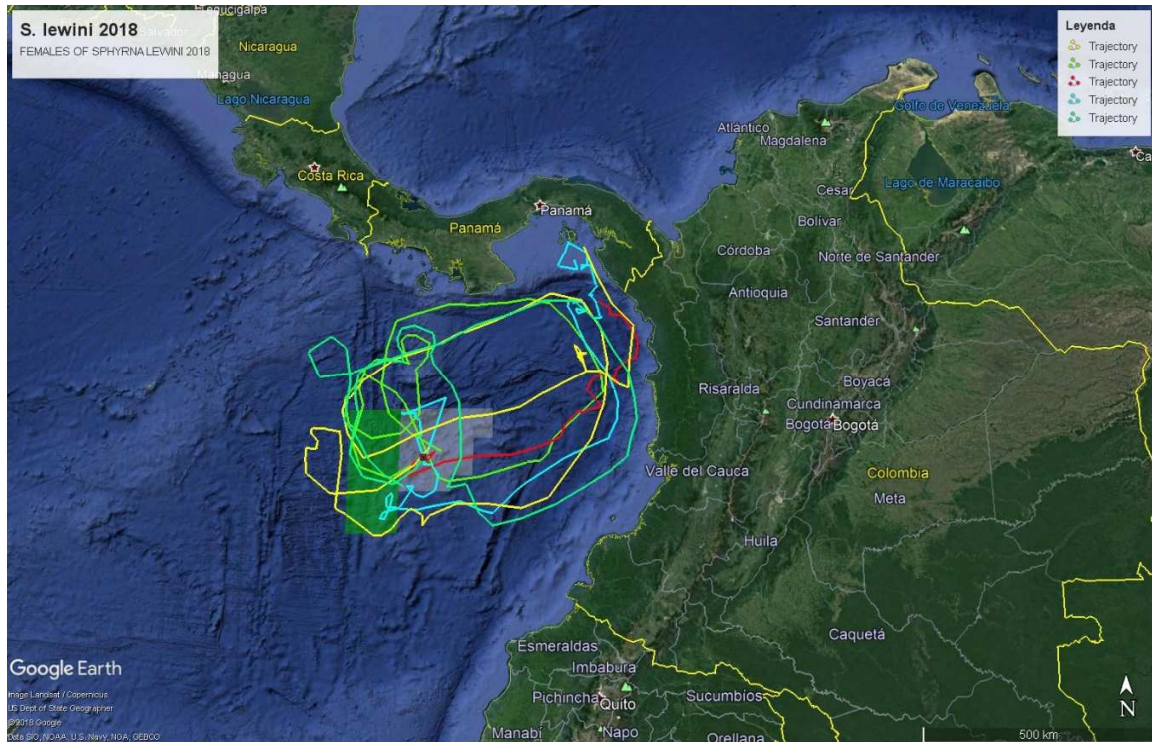 S. lewini 2018
FEMALES OF SPHYRNA LEWINI 2018
Leyenda
Trajectory
Trajectory
Trajectory
Trajectory
Trajectory
Tegucigalpa
Salvador
Nicaragua
Managua
Lago Nicaragua
Golfo de Venezuela
Atlántico
Magdalena
Ca
Costa Rica
Lago de Maracaibo
Cesar
Panamá
Bolívar
Panamá
Córdoba
Norte de Santander
Antioquia
Santander
Risaralda
Boyacá
Cundinamarca
Bogotá
Bogotá
Valle del Cauca
Colombia
Meta
Huila
Caquetá
Esmeraldas
Imbabura
Pichincha
Quito
Sucumbíos
Manabí
Napo
Orellana
Google Earth
Image Landsat / Copernicus
US Dept of State Geographer
©2018 Google
Data SIO, NOAA, U.S. Navy, NGA, GEBCO
N
500 km